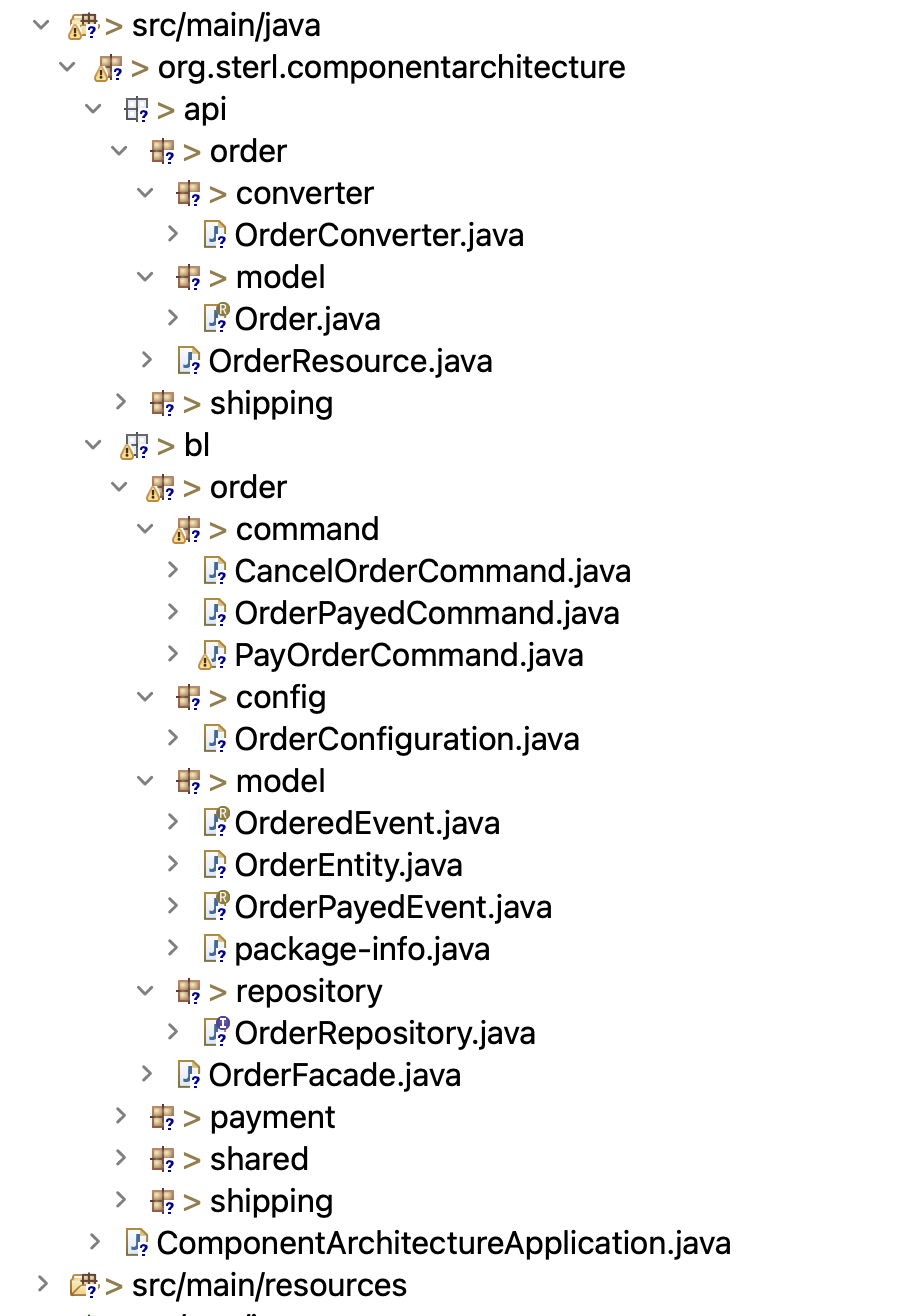 > src/main/java
> org.sterl.componentarchitecture
> api
> order
> converter
OrderConverter.java
> model
Order.java
OrderResource.java
> shipping
> bl
> order
> command
CancelOrderCommand.java
OrderPayedCommand.java
PayOrderCommand.java
> config
OrderConfiguration.java
> model
OrderedEvent.java
OrderEntity.java
OrderPayedEvent.java
package-info.java
> repository
OrderRepository.java
OrderFacade.java
> payment
> shared
> shipping
ComponentArchitectureApplication.java
> src/main/resources